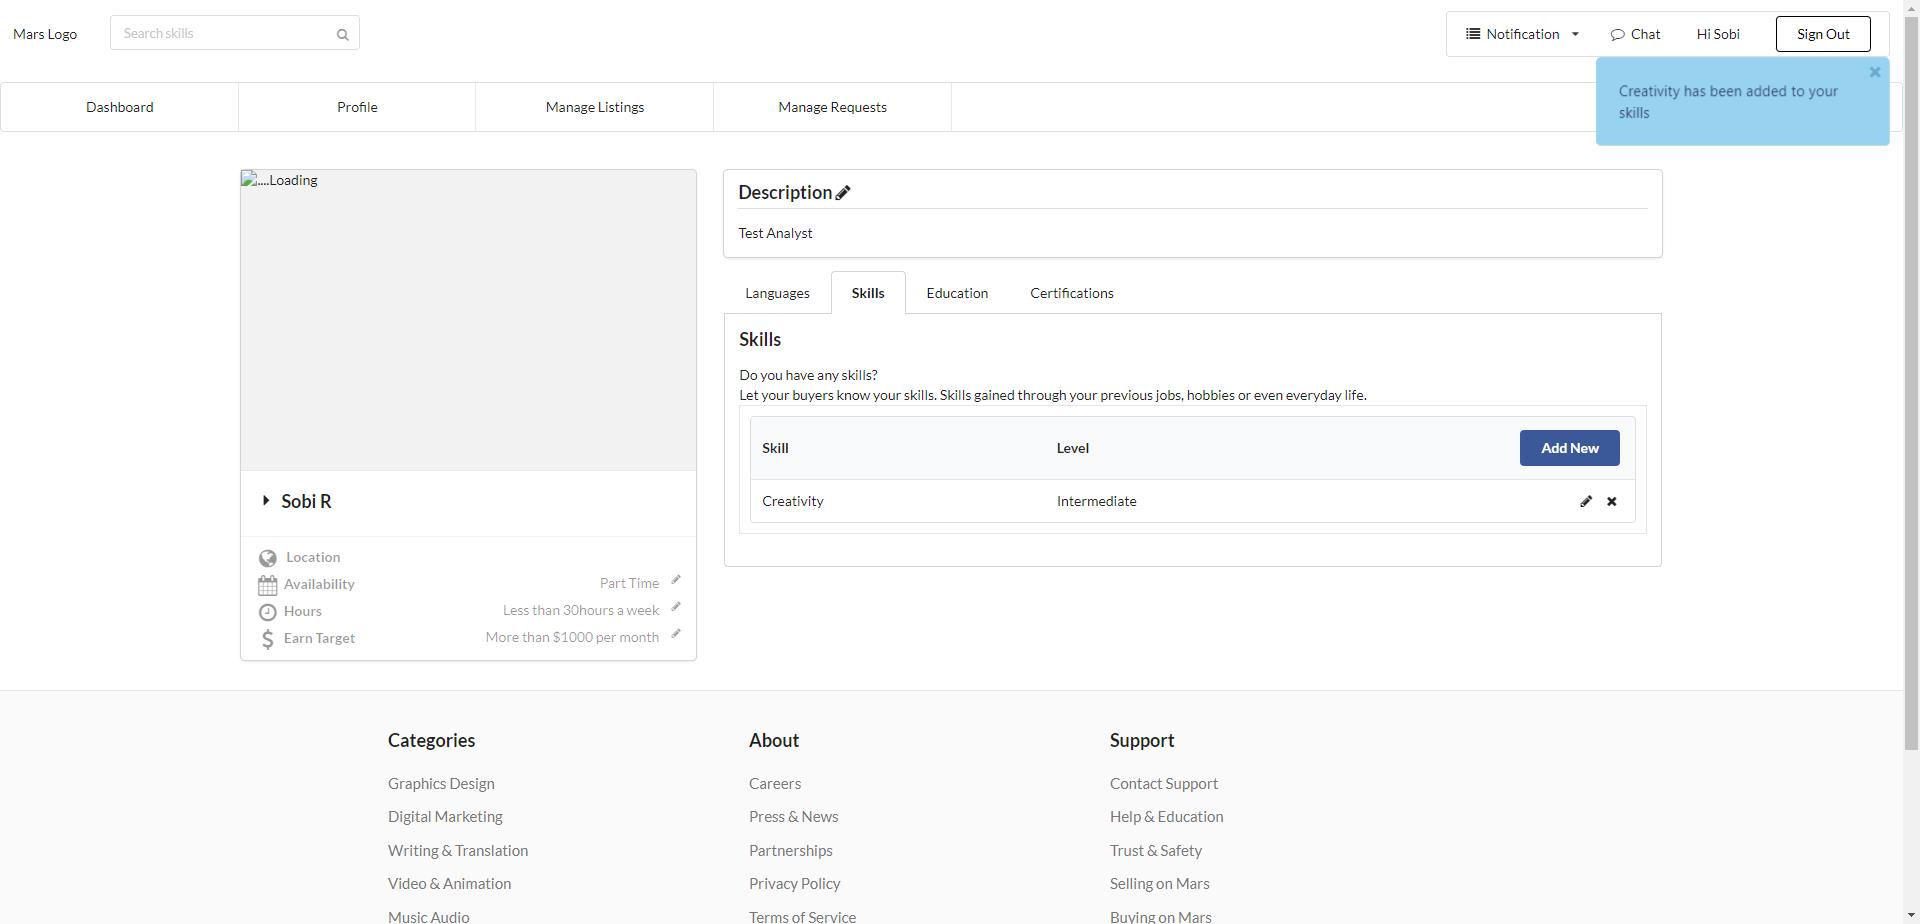 Mars Logo
Search skills
Notification
Chat
Hi Sobi
Sign Out
Creativity has been added to your
skills
Dashboard
Profile
Manage Listings
Manage Requests
....Loading
Sobi R
Location
Availability
Part Time
Hours
Less than 30hours a week
Earn Target
More than $1000 per month
Description
Test Analyst
Languages
Skills
Education
Certifications
Skills
Do you have any skills?
Let your buyers know your skills. Skills gained through your previous jobs, hobbies or even everyday life.
Skill
Level
Add New
Creativity
Intermediate
Categories
Graphics Design
Digital Marketing
Writing & Translation
Video & Animation
Music Audio
About
Careers
Press & News
Partnerships
Privacy Policy
Terms of Service
Support
Contact Support
Help & Education
Trust & Safety
Selling on Mars
Buying on Mars